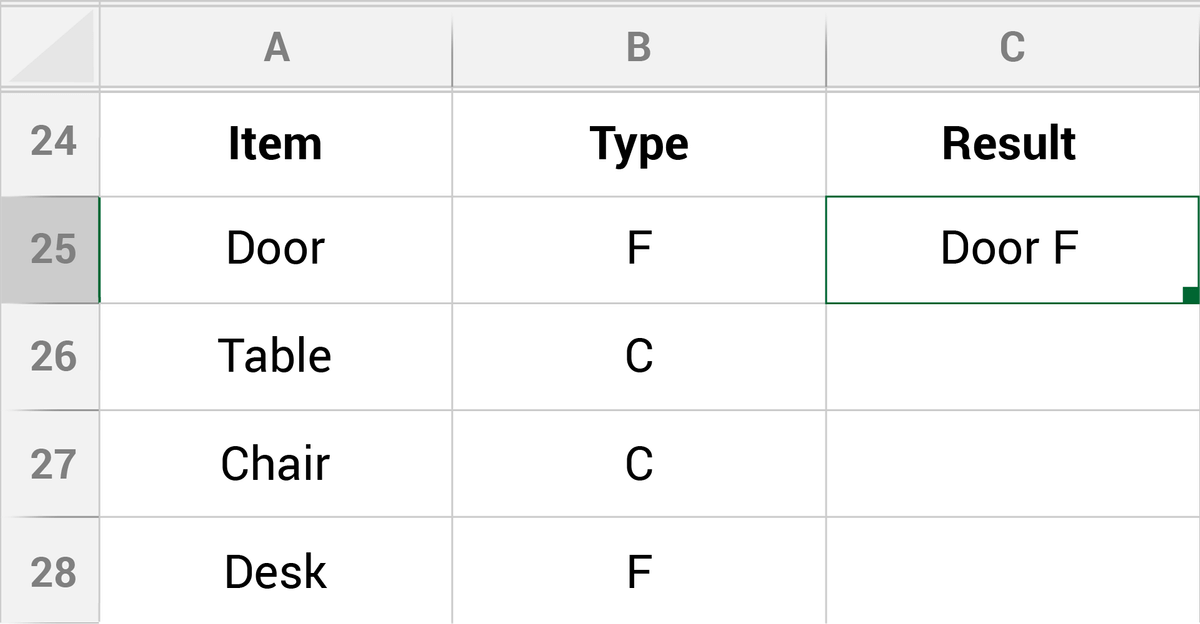 A B C
24 Item Type Result
25 Door F Door F
26 Table C
27 Chair C
28 Desk F